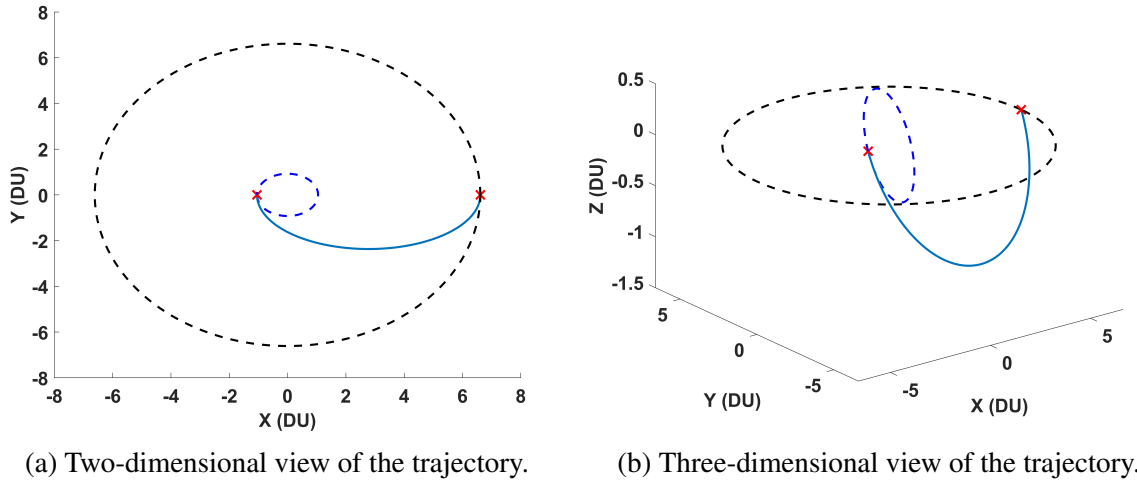 8
6
4
2
0
-2
-4
-6
-8
Y (DU)
-8 -6 -4 -2 0 2 4 6 8
X (DU)
(a) Two-dimensional view of the trajectory.
0.5
0
-0.5
-1
-1.5
Z (DU)
5
0
-5
Y (DU)
-5
0
5
X (DU)
(b) Three-dimensional view of the trajectory.